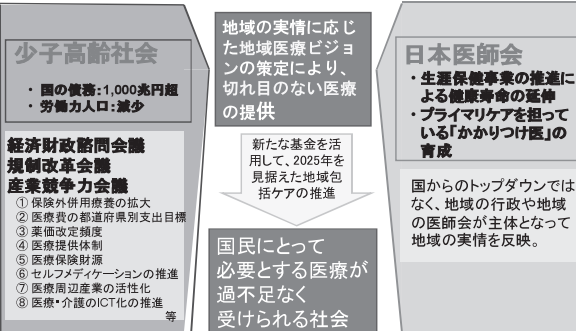 少子高齢社会
・ 国の債務：1,000兆円超
・ 労働力人口：減少
経済財政諮問会議
規制改革会議
産業競争力会議
① 保険外併用療養の拡大
② 医療費の都道府県別支出目標
③ 薬価改定頻度
④ 医療提供体制
⑤ 医療保険財源
⑥ セルフメディケーションの推進
⑦ 医療周辺産業の活性化
⑧ 医療・介護のICT化の推進
等
地域の実情に応じ
た地域医療ビジョ
ンの策定により、
切れ目のない医療
の提供
新たな基金を活
用して、2025年を
見据えた地域包
括ケアの推進
国民にとって
必要とする医療が
過不足なく
受けられる社会
日本医師会
・生涯保健事業の推進に
よる健康寿命の延伸
・プライマリケアを担って
いる「かかりつけ医」の
育成
国からのトップダウンでは
なく、地域の行政や地域
の医師会が主体となって
地域の実情を反映。